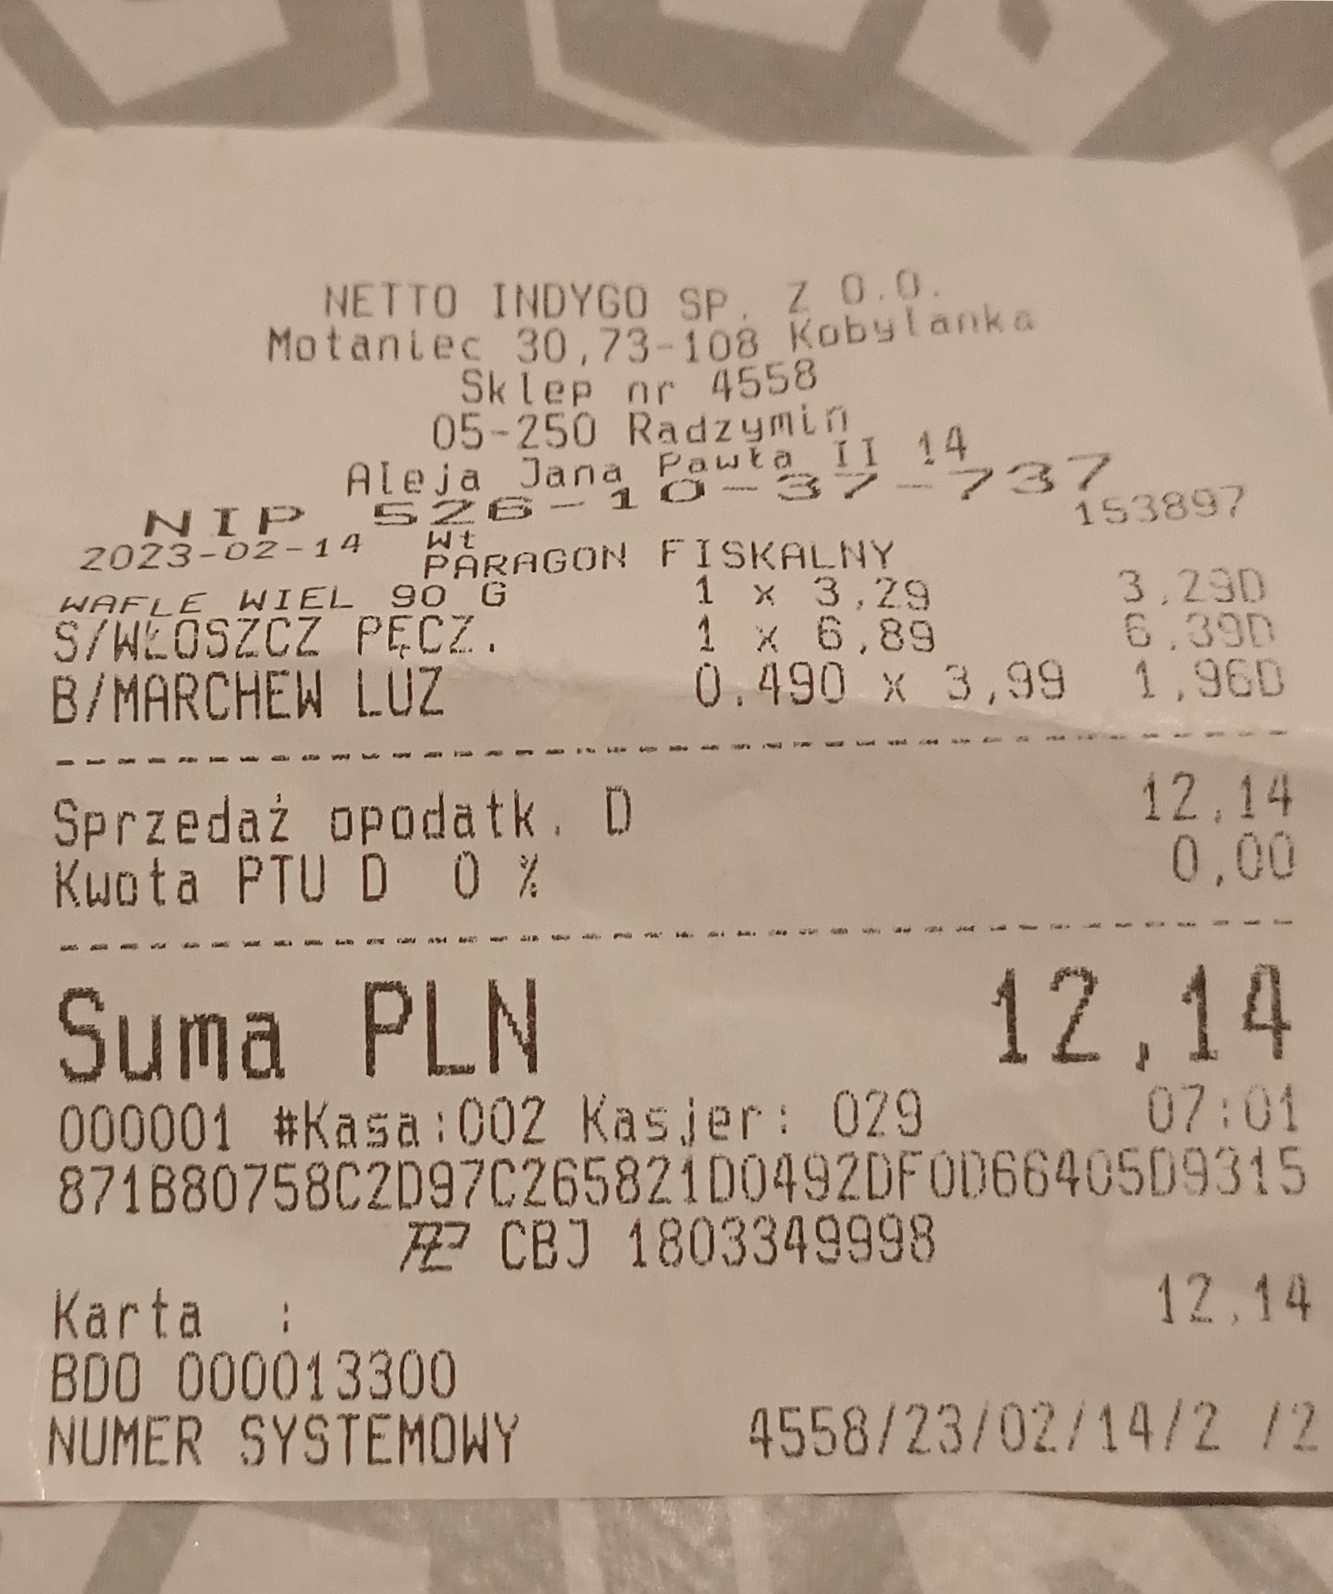 NETTO INDYGO SP. Z O.O.
Motaniec 30,73-108 Kobylanka
Sklep nr 4558
05-250 Radzymin
Aleja Jana Pawła II 14
NIP 526-10-37-737
2023-02-14 Wt 153897
PARAGON FISKALNY
WAFLE WIEL 90 G 1 x 3,29 3,29D
S/WŁOSZCZ PĘCZ. 1 x 6,89 6,89D
B/MARCHEW LUZ 0.490 x 3,99 1,96D
Sprzedaż opodatk. D 12,14
Kwota PTU D 0 % 0,00
Suma PLN 12,14
000001 #Kasa:002 Kasjer: 029 07:01
871B80758C2D97C265821D0492DF0D66405D9315
CBJ 1803349998
Karta : 12,14
BDO 000013300
NUMER SYSTEMOWY 4558/23/02/14/2 /2